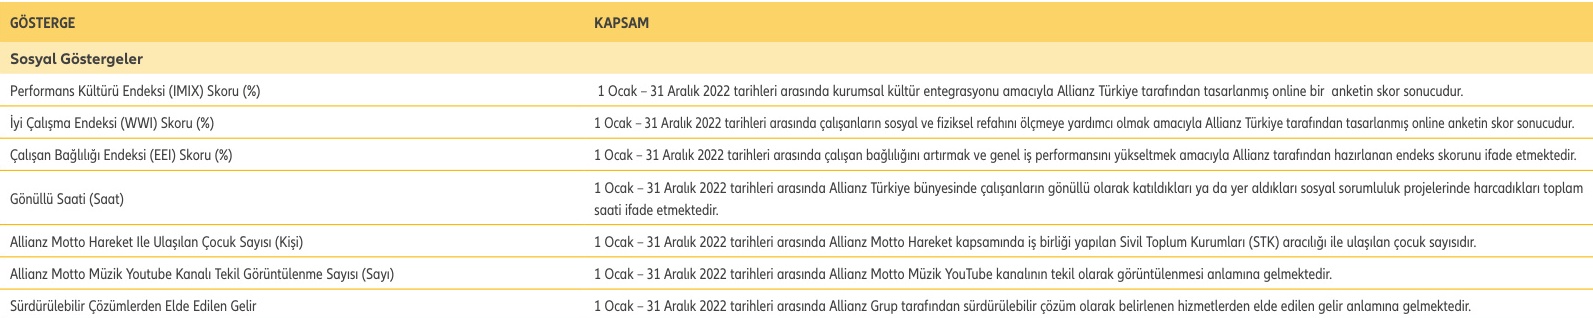 GÖSTERGE KAPSAM
Sosyal Göstergeler
Performans Kültürü Endeksi (IMIX) Skoru (%) 1 Ocak – 31 Aralık 2022 tarihleri arasında kurumsal kültür entegrasyonu amacıyla Allianz Türkiye tarafından tasarlanmış online bir anketin skor sonucudur.
İyi Çalışma Endeksi (WWI) Skoru (%) 1 Ocak – 31 Aralık 2022 tarihleri arasında çalışanların sosyal ve fiziksel refahını ölçmeye yardımcı olmak amacıyla Allianz Türkiye tarafından tasarlanmış online anketin skor sonucudur.
Çalışan Bağlılığı Endeksi (EEI) Skoru (%) 1 Ocak – 31 Aralık 2022 tarihleri arasında çalışan bağlılığını artırmak ve genel iş performansını yükseltmek amacıyla Allianz tarafından hazırlanan endeks skorunu ifade etmektedir.
Gönüllü Saati (Saat) 1 Ocak – 31 Aralık 2022 tarihleri arasında Allianz Türkiye bünyesinde çalışanların gönüllü olarak katıldıkları ya da yer aldıkları sosyal sorumluluk projelerinde harcadıkları toplam
saati ifade etmektedir.
Allianz Motto Hareket Ile Ulaşılan Çocuk Sayısı (Kişi) 1 Ocak – 31 Aralık 2022 tarihleri arasında Allianz Motto Hareket kapsamında iş birliği yapılan Sivil Toplum Kurumları (STK) aracılığı ile ulaşılan çocuk sayısıdır.
Allianz Motto Müzik Youtube Kanalı Tekil Görüntülenme Sayısı (Sayı) 1 Ocak – 31 Aralık 2022 tarihleri arasında Allianz Motto Müzik YouTube kanalının tekil olarak görüntülenmesi anlamına gelmektedir.
Sürdürülebilir Çözümlerden Elde Edilen Gelir 1 Ocak – 31 Aralık 2022 tarihleri arasında Allianz Grup tarafından sürdürülebilir çözüm olarak belirlenen hizmetlerden elde edilen gelir anlamına gelmektedir.